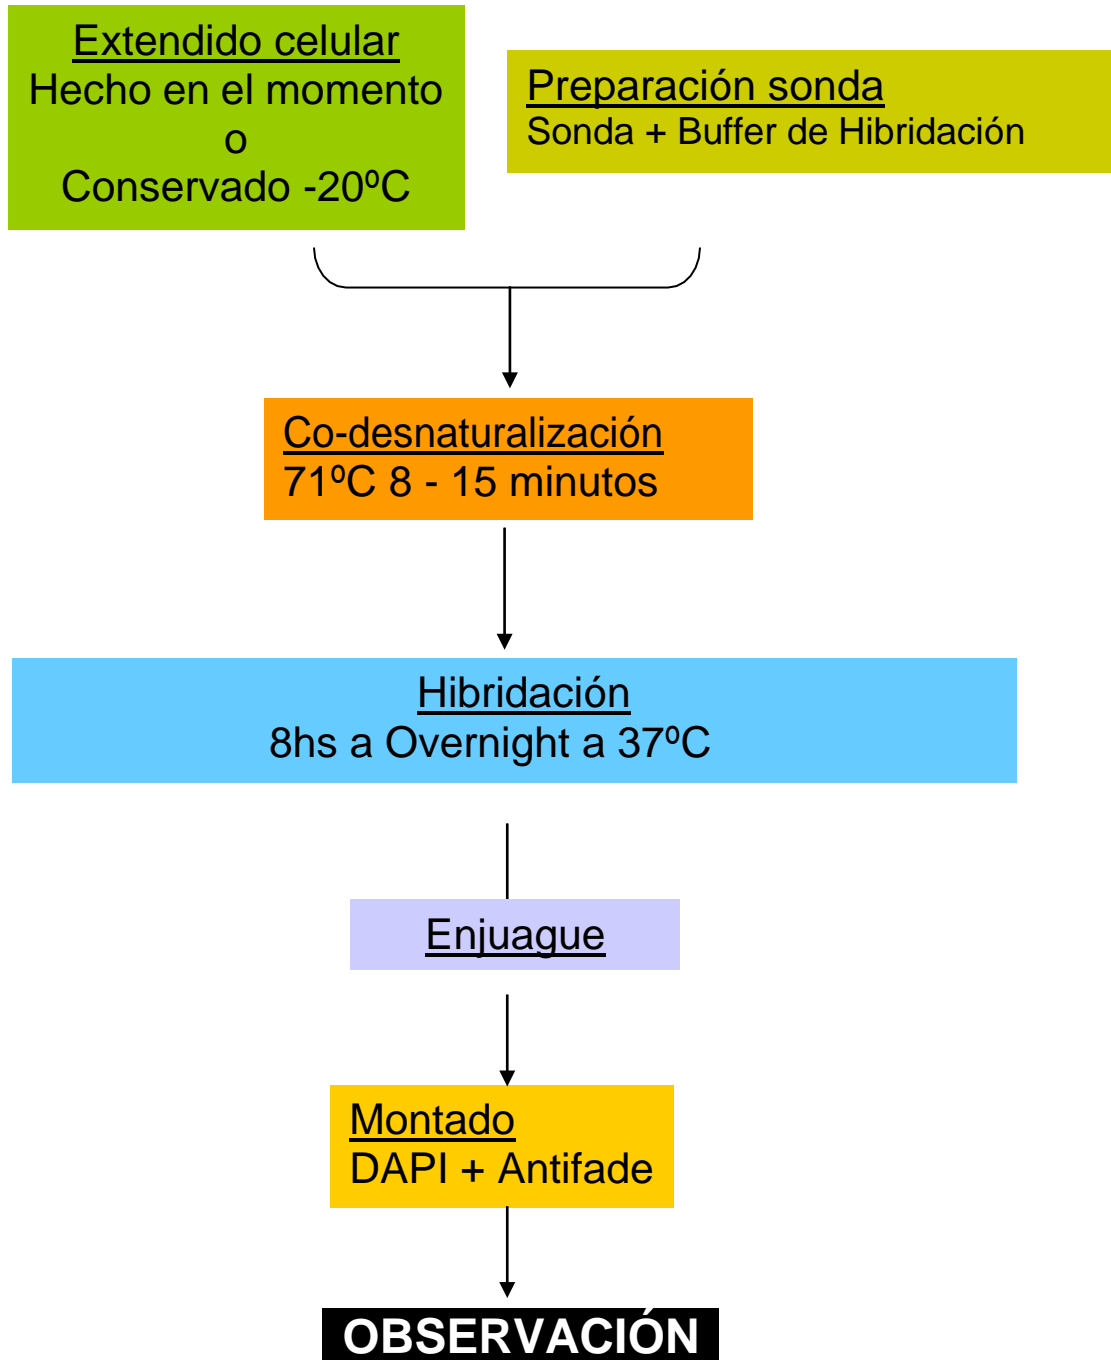 Extendido celular
Hecho en el momento
o
Conservado -20ºC
Preparación sonda
Sonda + Buffer de Hibridación
Co-desnaturalización
71ºC 8 - 15 minutos
Hibridación
8hs a Overnight a 37ºC
Enjuague
Montado
DAPI + Antifade
OBSERVACIÓN